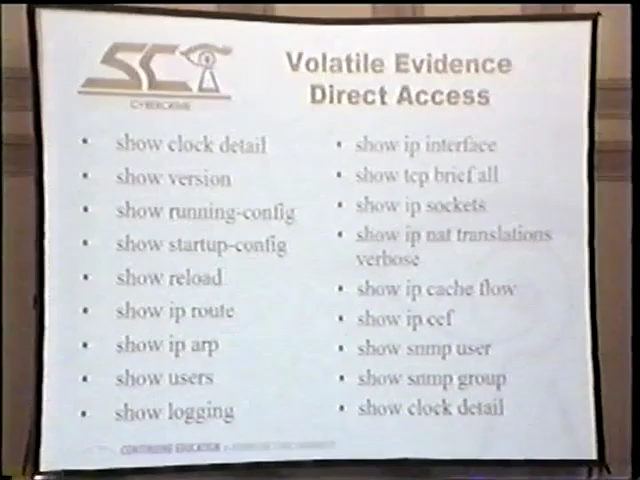 SCI
CYBERCRIME
Volatile Evidence
Direct Access
• show clock detail
• show version
• show running-config
• show startup-config
• show reload
• show ip route
• show ip arp
• show users
• show logging
• show ip interface
• show tcp brief all
• show ip sockets
• show ip nat translations
verbose
• show ip cache flow
• show ip cef
• show snmp user
• show snmp group
• show clock detail
CONTINUING EDUCATION